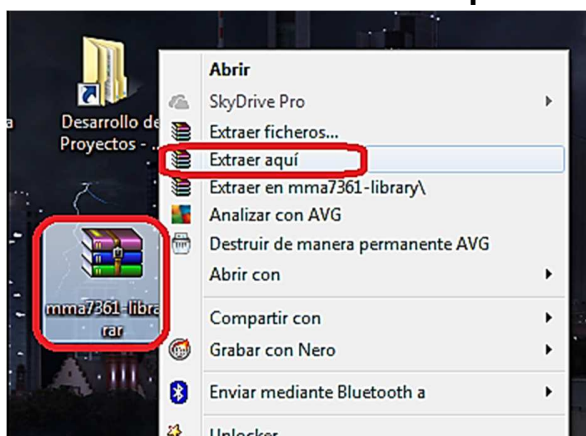 Desarrollo de
Proyectos - ..
mma7361-libra
rar
Abrir
SkyDrive Pro
Extraer ficheros...
Extraer aquí
Extraer en mma7361-library\
Analizar con AVG
Destruir de manera permanente AVG
Abrir con
Compartir con
Grabar con Nero
Enviar mediante Bluetooth a
Unlocker